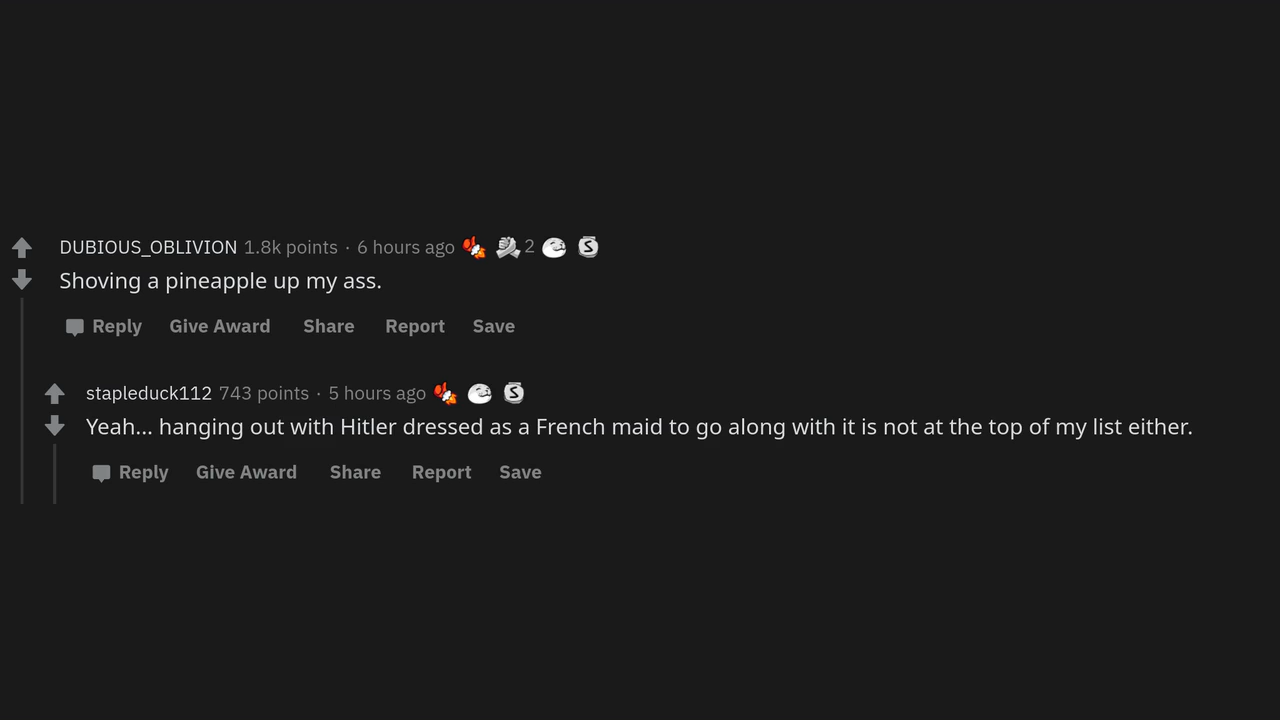 DUBIOUS_OBLIVION 1.8k points · 6 hours ago 2 S
Shoving a pineapple up my ass.
Reply Give Award Share Report Save
stapleduck112 743 points · 5 hours ago S
Yeah... hanging out with Hitler dressed as a French maid to go along with it is not at the top of my list either.
Reply Give Award Share Report Save